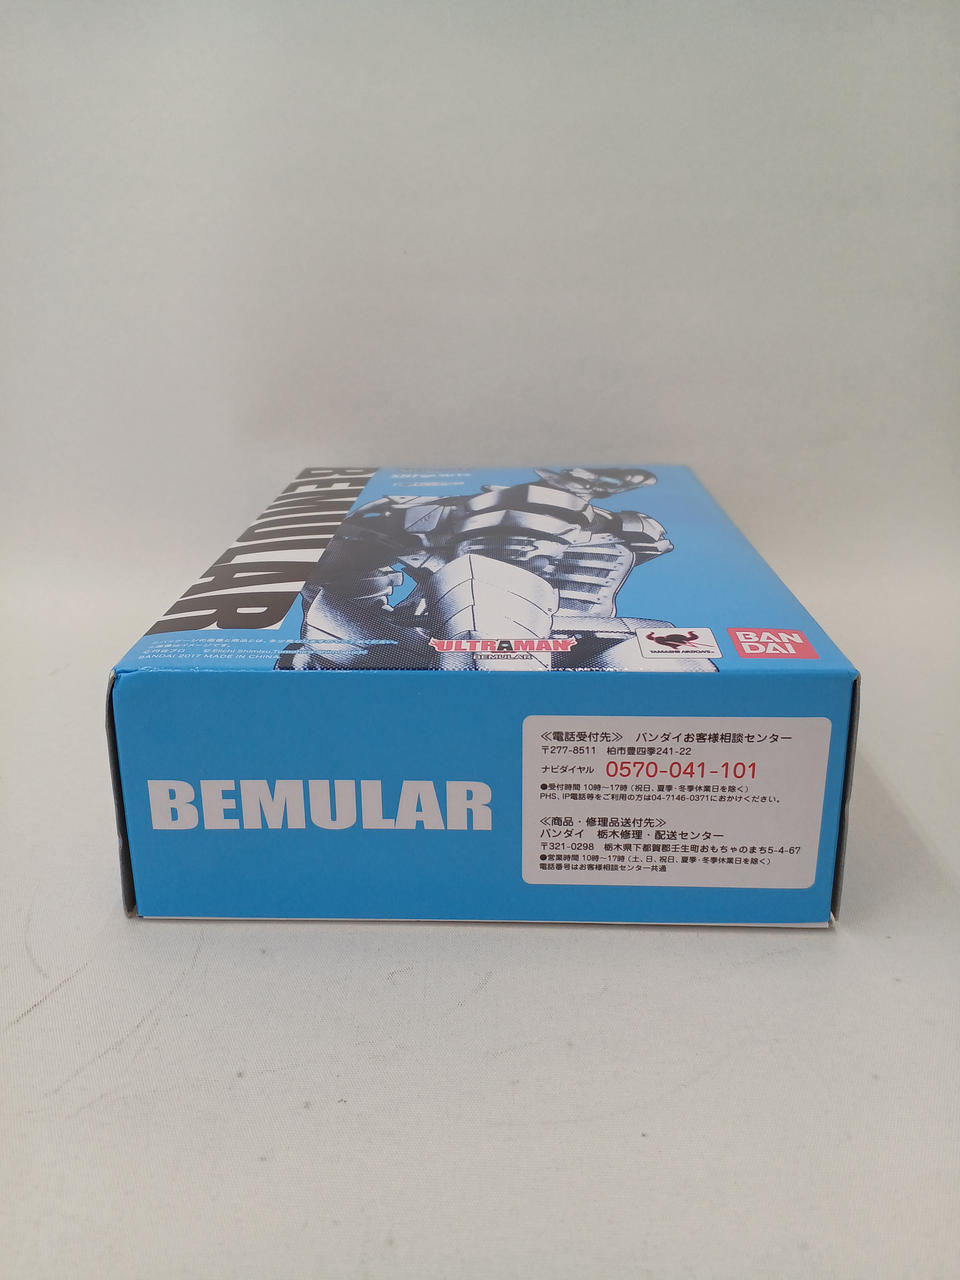 BEMULAR
BANDAI 2017 MADE IN CHINA
ULTRAMAN
BEMULAR
TAMASHII NATIONS
BAN
DAI
BEMULAR
≪電話受付先≫ バンダイお客様相談センター
〒277-8511 柏市豊四季241-22
ナビダイヤル 0570-041-101
●受付時間 10時~17時 (祝日、夏季・冬季休業日を除く)
PHS、IP電話等をご利用の方は04-7146-0371におかけください。
≪商品・修理品送付先≫
バンダイ 栃木修理・配送センター
〒321-0298 栃木県下都賀郡壬生町おもちゃのまち5-4-67
●営業時間 10時~17時 (土、日、祝日、夏季・冬季休業日を除く)
電話番号はお客様相談センター共通